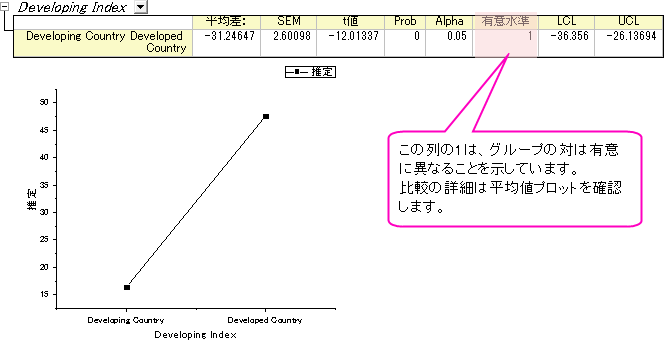 Developing Index
平均差: SEM t値 Prob Alpha 有意水準 LCL UCL
Developing Country Developed Country -31.24647 2.60098 -12.01337 0 0.05 1 -36.356 -26.13694
推定
この列の1は、グループの対は有意
に異なることを示しています。
比較の詳細は平均値プロットを確認
します。
50
45
40
35
30
25
20
15
推定
Developing Country Developed Country
Developing Index